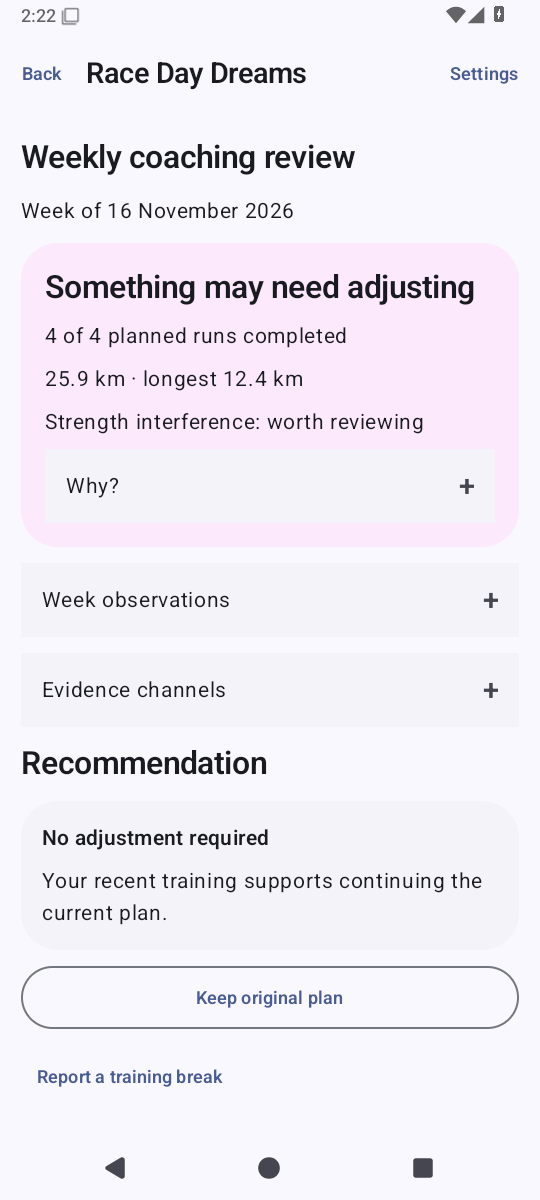 2:22
Back
Race Day Dreams
Settings
Weekly coaching review
Week of 16 November 2026
Something may need adjusting
4 of 4 planned runs completed
25.9 km · longest 12.4 km
Strength interference: worth reviewing
Why?
+
Week observations
+
Evidence channels
+
Recommendation
No adjustment required
Your recent training supports continuing the
current plan.
Keep original plan
Report a training break